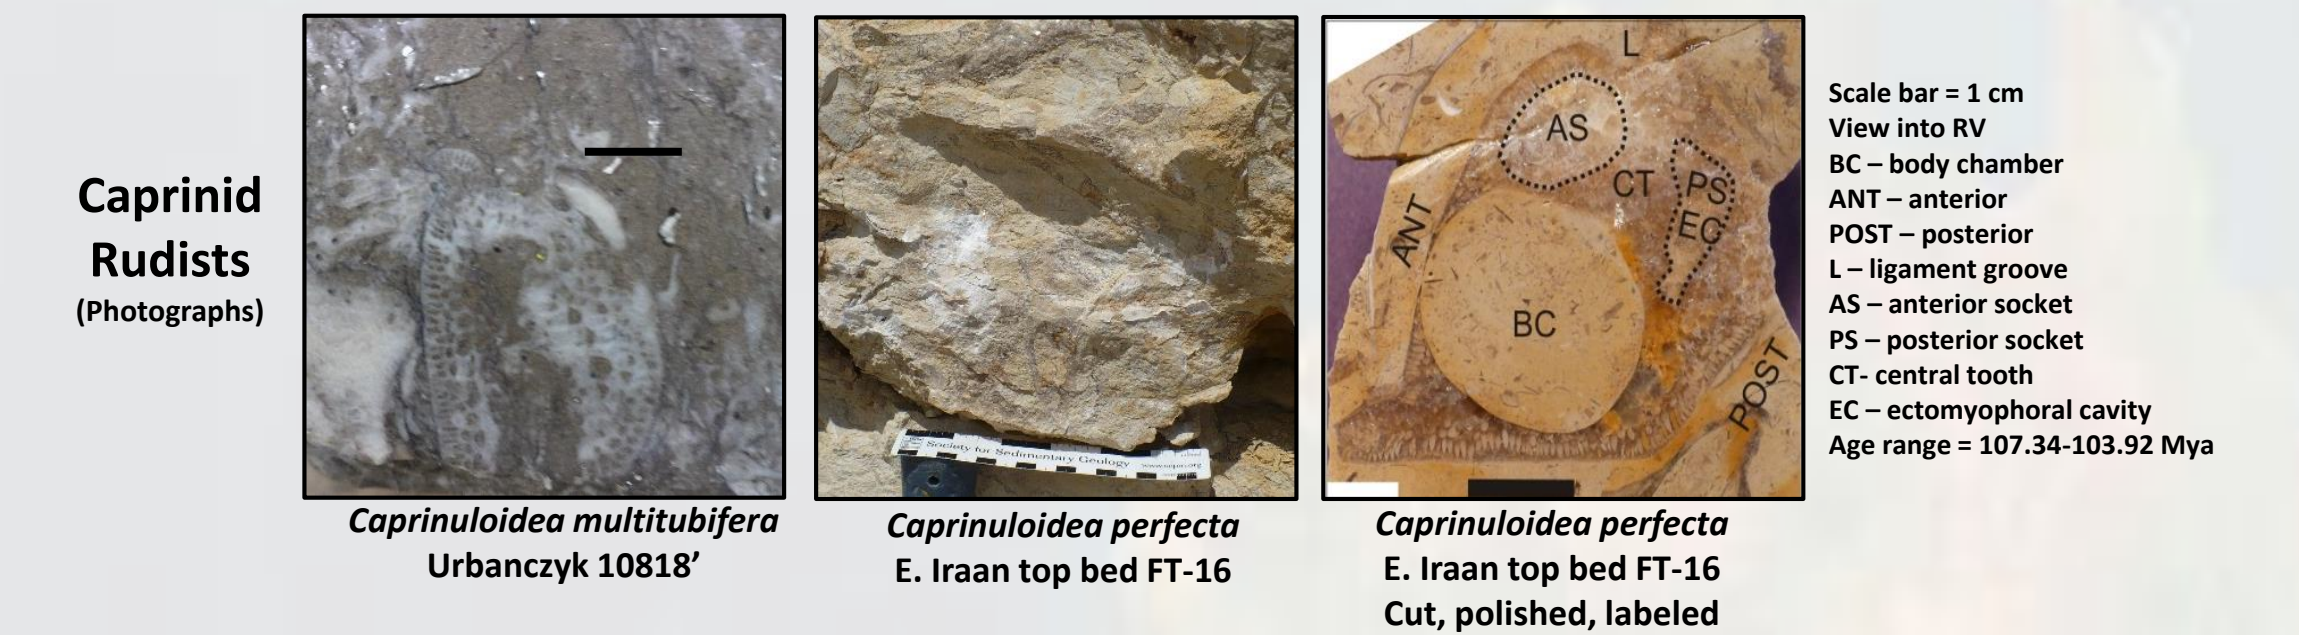 Caprinid
Rudists
(Photographs)
Society for Sedimentary Geology
www.sepm.org
L
AS
CT
PS
EC
ANT
BC
POST
Scale bar = 1 cm
View into RV
BC – body chamber
ANT – anterior
POST – posterior
L – ligament groove
AS – anterior socket
PS – posterior socket
CT- central tooth
EC – ectomyophoral cavity
Age range = 107.34-103.92 Mya
Caprinuloidea multitubifera
Urbanczyk 10818’
Caprinuloidea perfecta
E. Iraan top bed FT-16
Caprinuloidea perfecta
E. Iraan top bed FT-16
Cut, polished, labeled